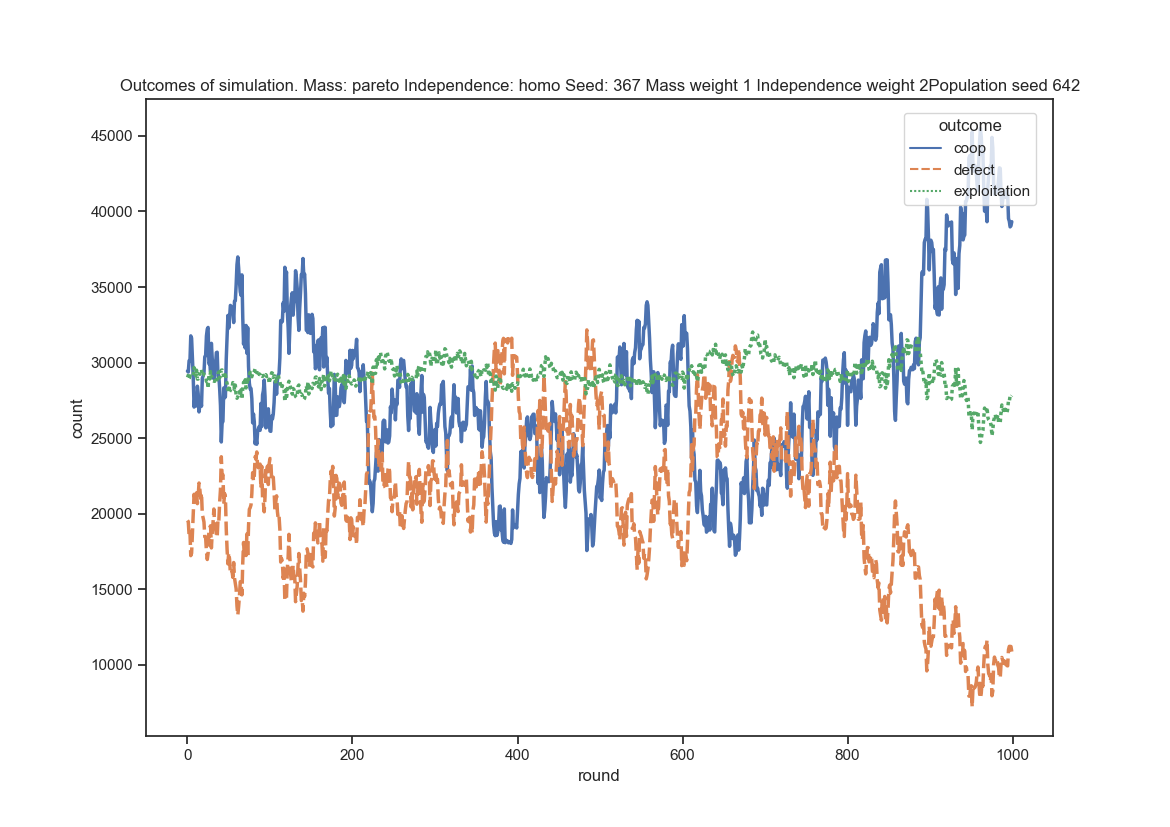 Outcomes of simulation. Mass: pareto Independence: homo Seed: 367 Mass weight 1 Independence weight 2Population seed 642
outcome
coop
defect
exploitation
45000
40000
35000
30000
25000
20000
15000
10000
count
0 200 400 600 800 1000
round